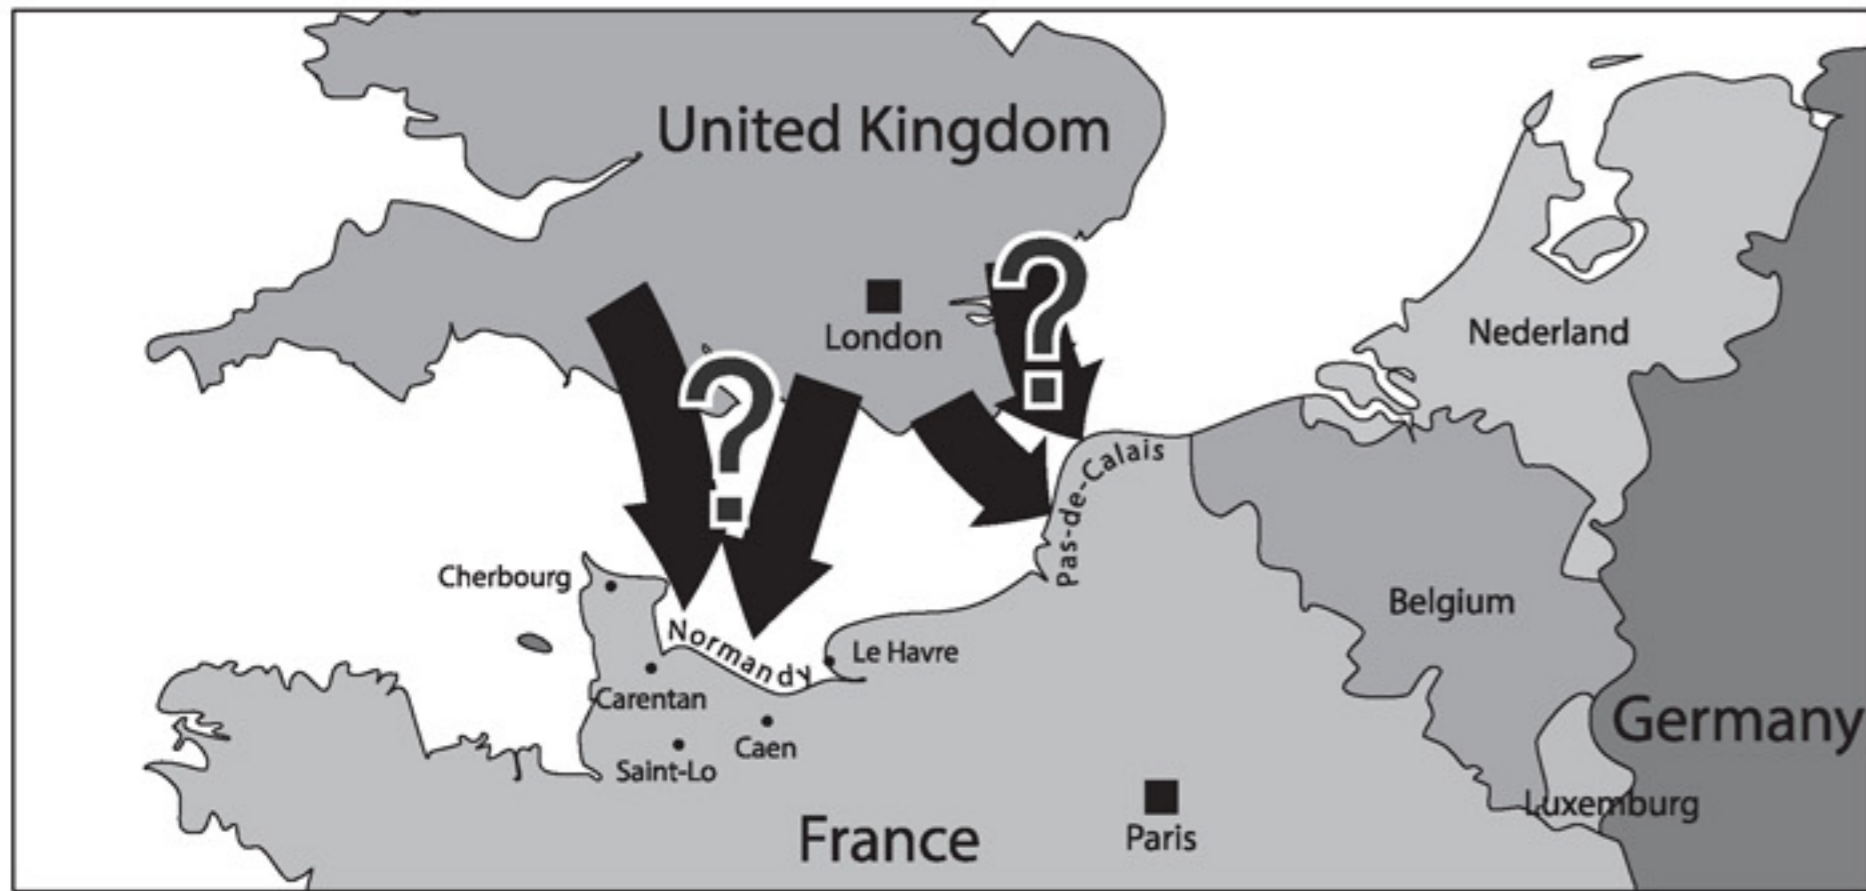 United Kingdom
?
London
Nederland
?
Pas-de-Calais
Cherbourg
Belgium
Normandy
Le Havre
Carentan
Germany
Caen
Saint-Lo
Luxemburg
France
Paris